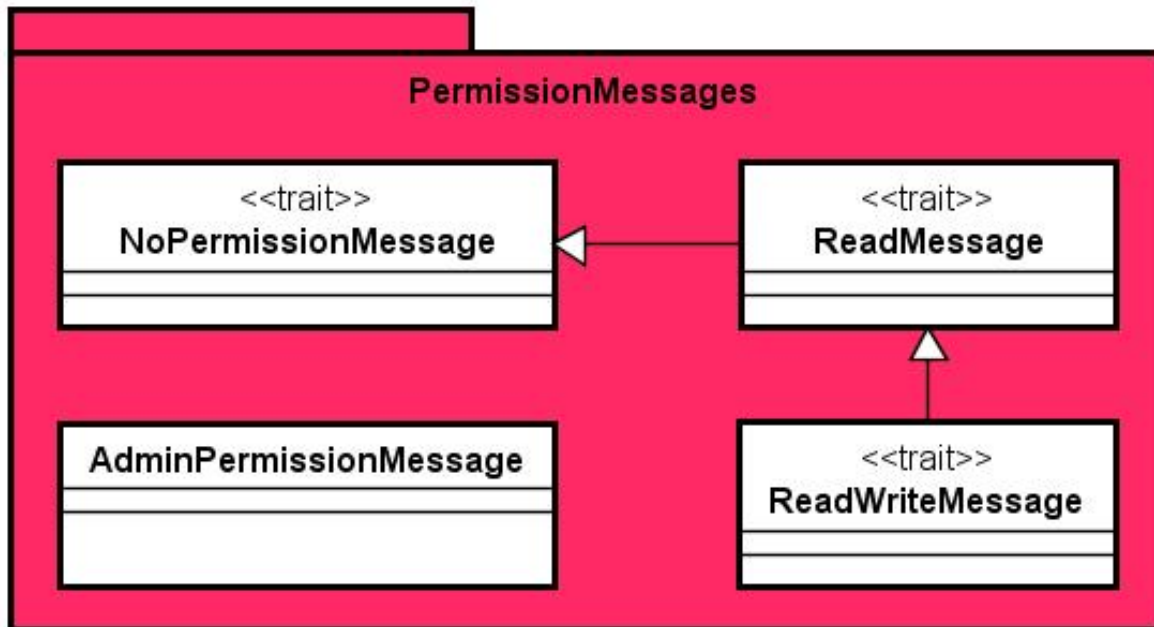 PermissionMessages
<<trait>>
NoPermissionMessage
<<trait>>
ReadMessage
AdminPermissionMessage
<<trait>>
ReadWriteMessage